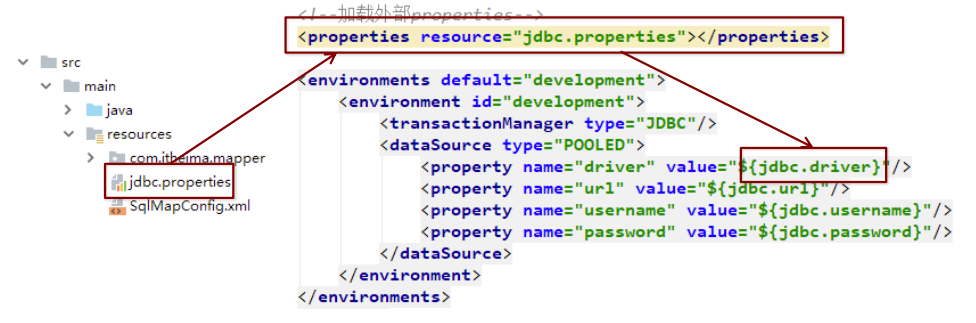 <!--加载外部properties-->
<properties resource="jdbc.properties"></properties>
src
main
java
resources
com.itheima.mapper
jdbc.properties
SqlMapConfig.xml
<environments default="development">
<environment id="development">
<transactionManager type="JDBC"/>
<dataSource type="POOLED">
<property name="driver" value="${jdbc.driver}"/>
<property name="url" value="${jdbc.url}"/>
<property name="username" value="${jdbc.username}"/>
<property name="password" value="${jdbc.password}"/>
</dataSource>
</environment>
</environments>